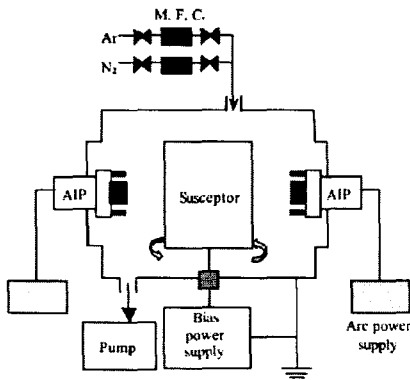 M. F. C.
Ar
N₂
AIP
Susceptor
AIP
Pump
Bias
power
supply
Arc power
supply